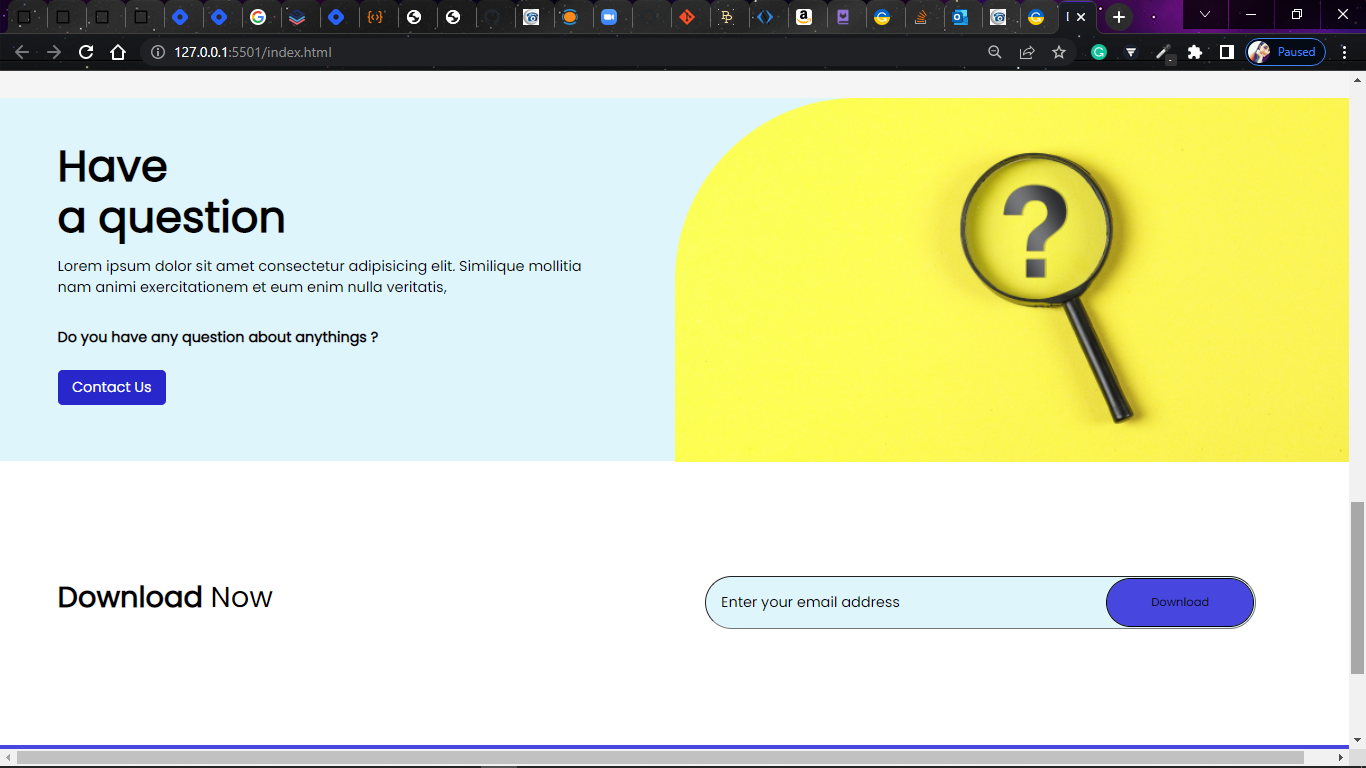 127.0.0.1:5501/index.html
Paused
Have
a question
Lorem ipsum dolor sit amet consectetur adipisicing elit. Similique mollitia
nam animi exercitationem et eum enim nulla veritatis,
Do you have any question about anythings ?
Contact Us
?
Download Now
Enter your email address
Download